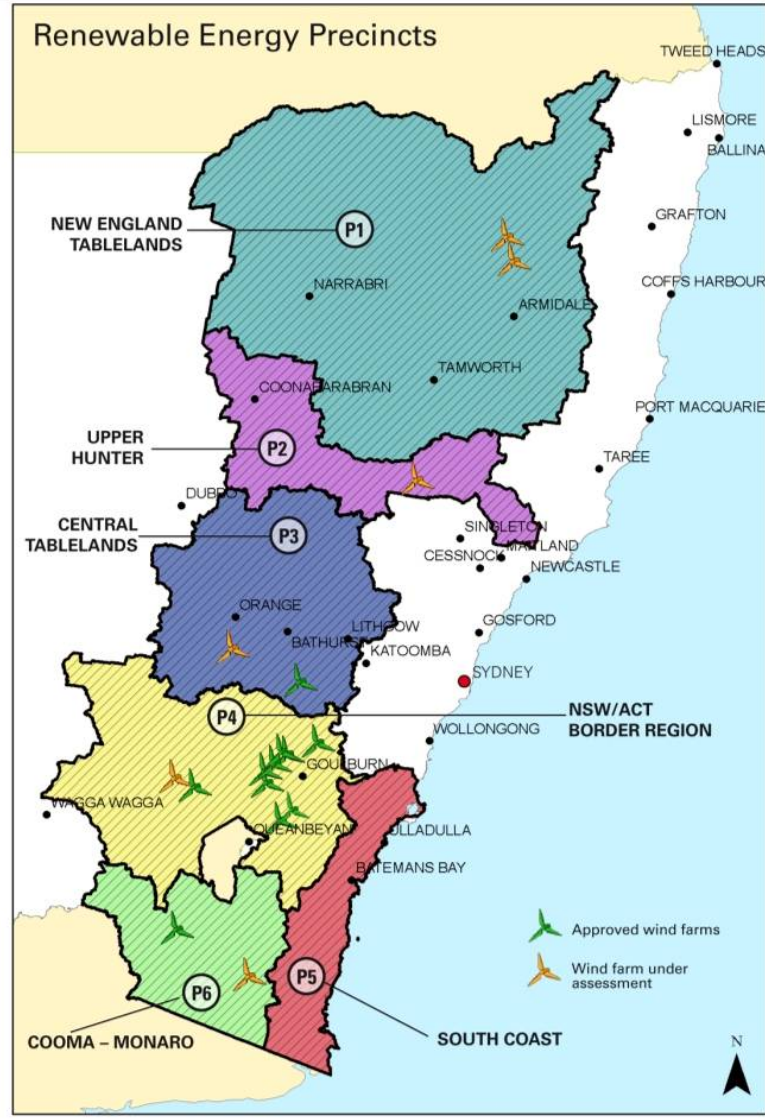 Renewable Energy Precincts
TWEED HEADS
LISMORE
BALLINA
NEW ENGLAND
TABLELANDS
P1
GRAFTON
NARRABRI
COFFS HARBOUR
ARMIDALE
TAMWORTH
COONABARABRAN
PORT MACQUARIE
UPPER
HUNTER
P2
TAREE
DUBBO
CENTRAL
TABLELANDS
P3
SINGLETON
MAITLAND
CESSNOCK
NEWCASTLE
ORANGE
LITHGOW
GOSFORD
BATHURST
KATOOMBA
SYDNEY
P4
NSW/ACT
BORDER REGION
WOLLONGONG
GOULBURN
WAGGA WAGGA
QUEANBEYAN
ULLADULLA
BATEMANS BAY
Approved wind farms
Wind farm under
assessment
P5
P6
SOUTH COAST
COOMA – MONARO
N